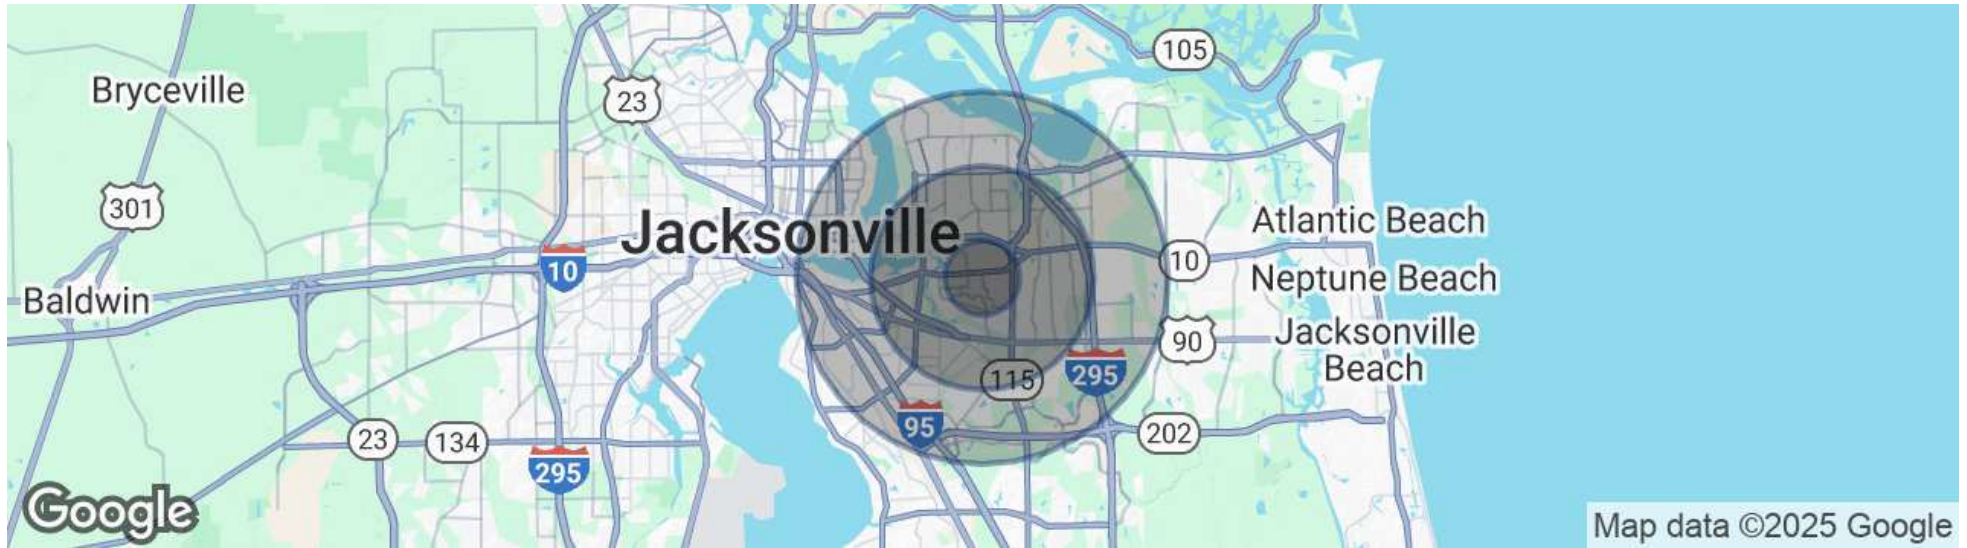 105
Bryceville
23
301
Jacksonville
Atlantic Beach
10
10
Neptune Beach
Baldwin
Jacksonville
Beach
90
115
295
95
23
134
202
295
Google
Map data ©2025 Google